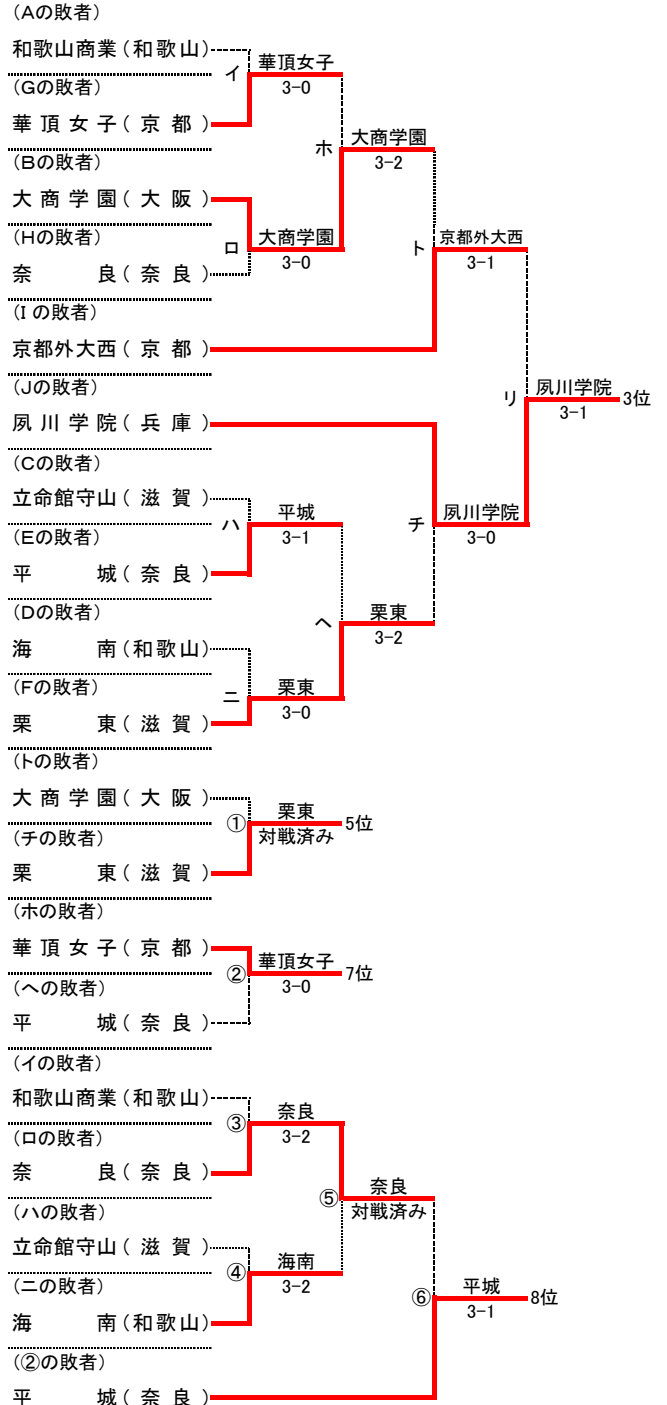 (Aの敗者)
和歌山商業(和歌山)
イ 華頂女子
3-0
(Gの敗者)
華頂女子(京都)
ホ 大商学園
3-2
(Bの敗者)
大商学園(大阪)
ロ 大商学園
3-0
(Hの敗者)
奈良(奈良)
ト 京都外大西
3-1
(Iの敗者)
京都外大西(京都)
リ 夙川学院 3位
3-1
(Jの敗者)
夙川学院(兵庫)
(Cの敗者)
立命館守山(滋賀)
ハ 平城
3-1
チ 夙川学院
3-0
(Eの敗者)
平城(奈良)
(Dの敗者)
ヘ 栗東
3-2
海南(和歌山)
(Fの敗者)
ニ 栗東
3-0
栗東(滋賀)
(トの敗者)
大商学園(大阪)
① 栗東 5位
対戦済み
(チの敗者)
栗東(滋賀)
(ホの敗者)
華頂女子(京都)
② 華頂女子 7位
3-0
(ヘの敗者)
平城(奈良)
(イの敗者)
和歌山商業(和歌山)
③ 奈良
3-2
(ロの敗者)
奈良(奈良)
⑤ 奈良
対戦済み
(ハの敗者)
立命館守山(滋賀)
④ 海南
3-2
(ニの敗者)
⑥ 平城 8位
3-1
海南(和歌山)
(②の敗者)
平城(奈良)